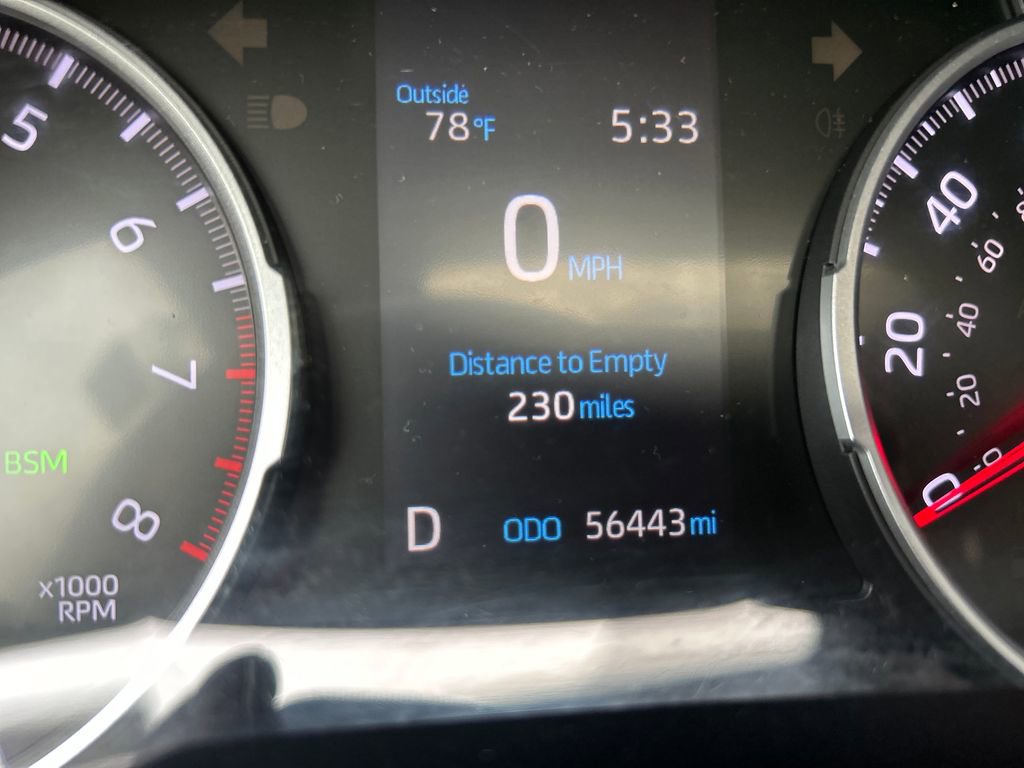 5
6
7
8
BSM
x1000
RPM
Outside
78°F
5:33
0 MPH
Distance to Empty
230 miles
D
ODO 56443 mi
40
20
0
60
40
20
0